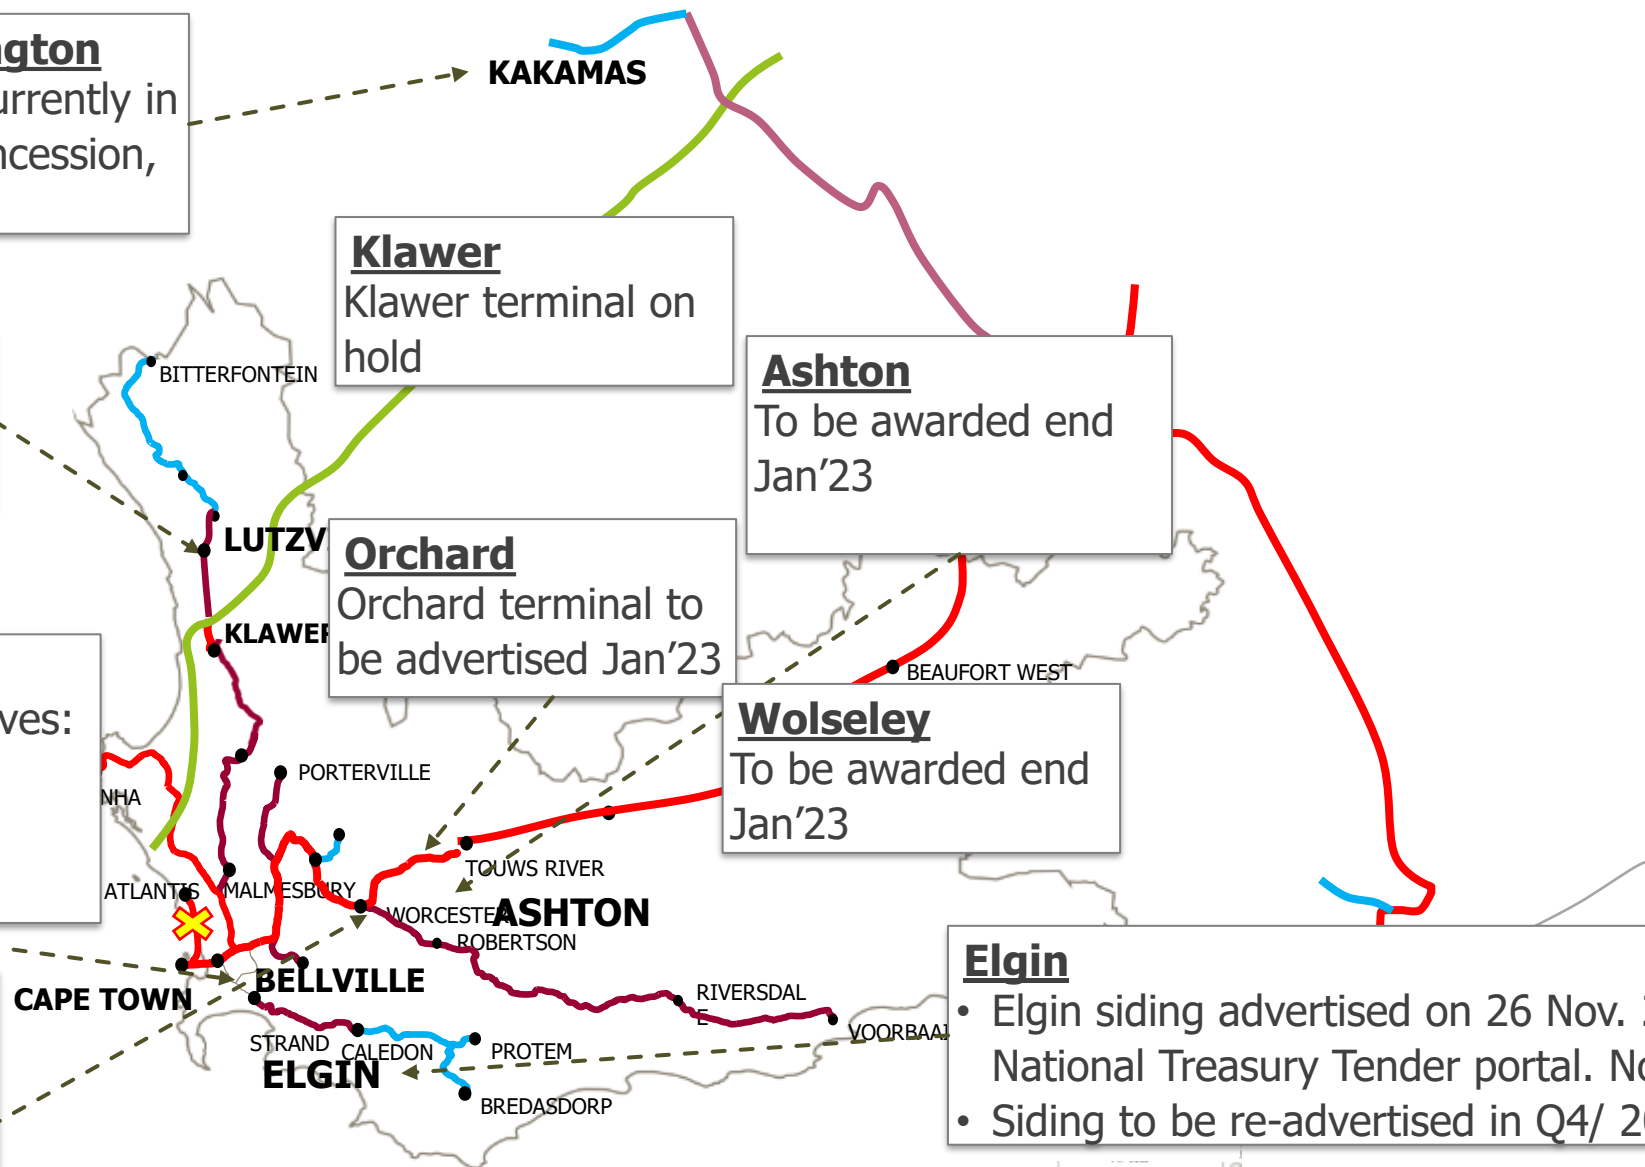 gton
urrently in
ncession,
KAKAMAS
Klawer
Klawer terminal on
hold
BITTERFONTEIN
Ashton
To be awarded end
Jan’23
LUTZV
Orchard
Orchard terminal to
be advertised Jan’23
KLAWER
BEAUFORT WEST
ves:
Wolseley
To be awarded end
Jan’23
PORTERVILLE
NHA
TOUWS RIVER
ATLANTIS
MALMESBURY
WORCESTER
ASHTON
ROBERTSON
BELLVILLE
CAPE TOWN
RIVERSDAL
E
VOORBAAI
STRAND
CALEDON
PROTEM
ELGIN
BREDASDORP
Elgin
• Elgin siding advertised on 26 Nov.
National Treasury Tender portal. No
• Siding to be re-advertised in Q4/ 20